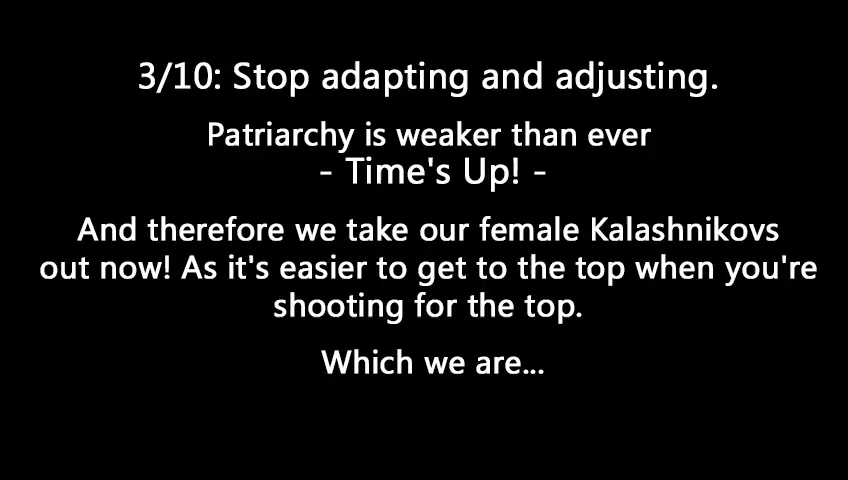 3/10: Stop adapting and adjusting.
Patriarchy is weaker than ever
- Time's Up! -
And therefore we take our female Kalashnikovs
out now! As it's easier to get to the top when you're
shooting for the top.
Which we are...